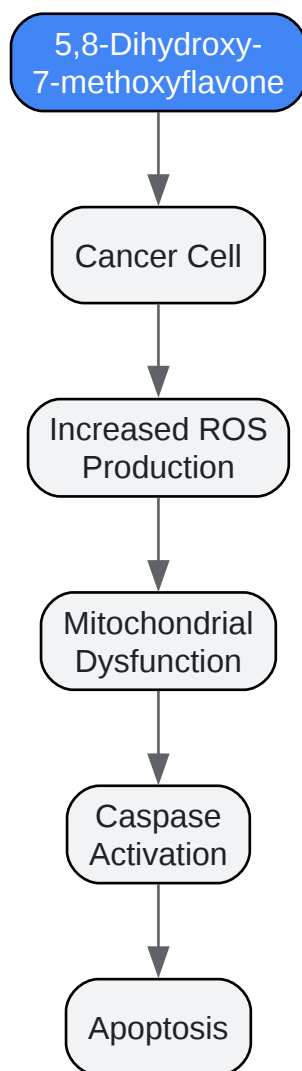 5,8-Dihydroxy-
7-methoxyflavone
Cancer Cell
Increased ROS
Production
Mitochondrial
Dysfunction
Caspase
Activation
Apoptosis